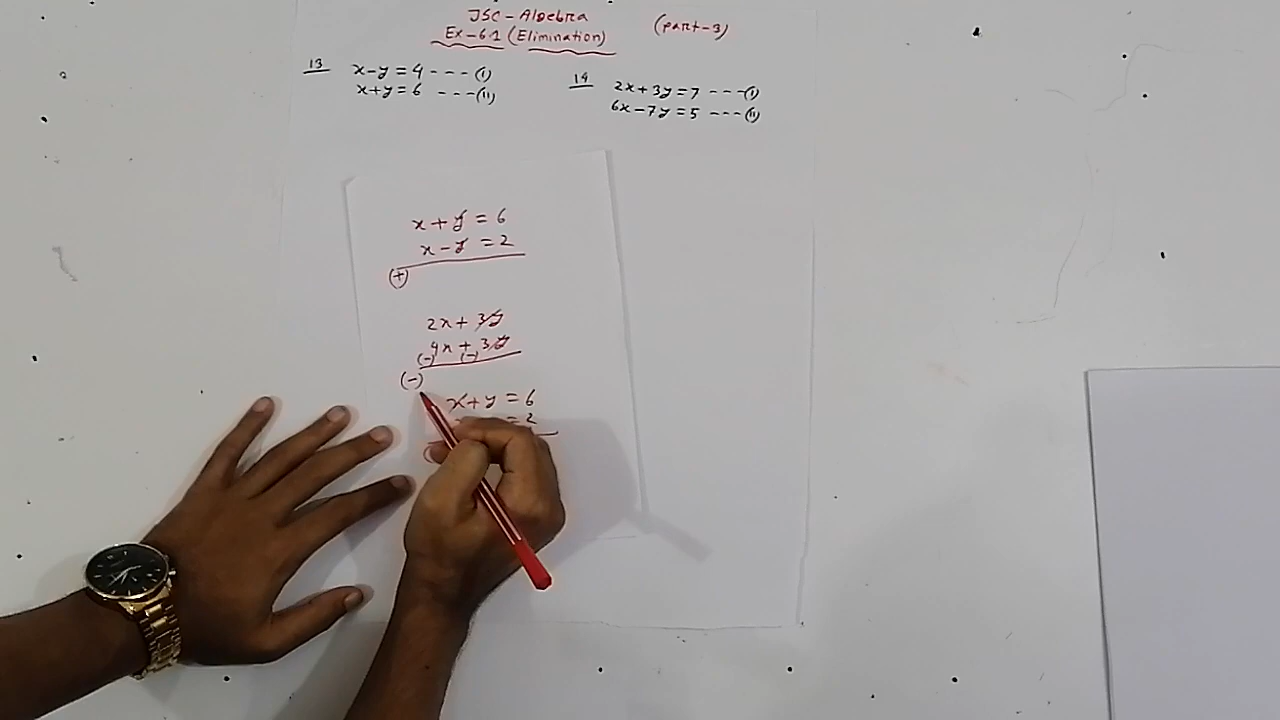 JSC - Algebra
Ex-6.1 (Elimination) (part-3)
13 x-y = 4 --- (i)
x+y = 6 --- (ii)
14 2x+3y = 7 --- (i)
6x-7y = 5 --- (ii)
x + y = 6
x - y = 2
(+)
2x + 3y
4x + 3y
(-) (-)
(-)
x+y = 6
= 2